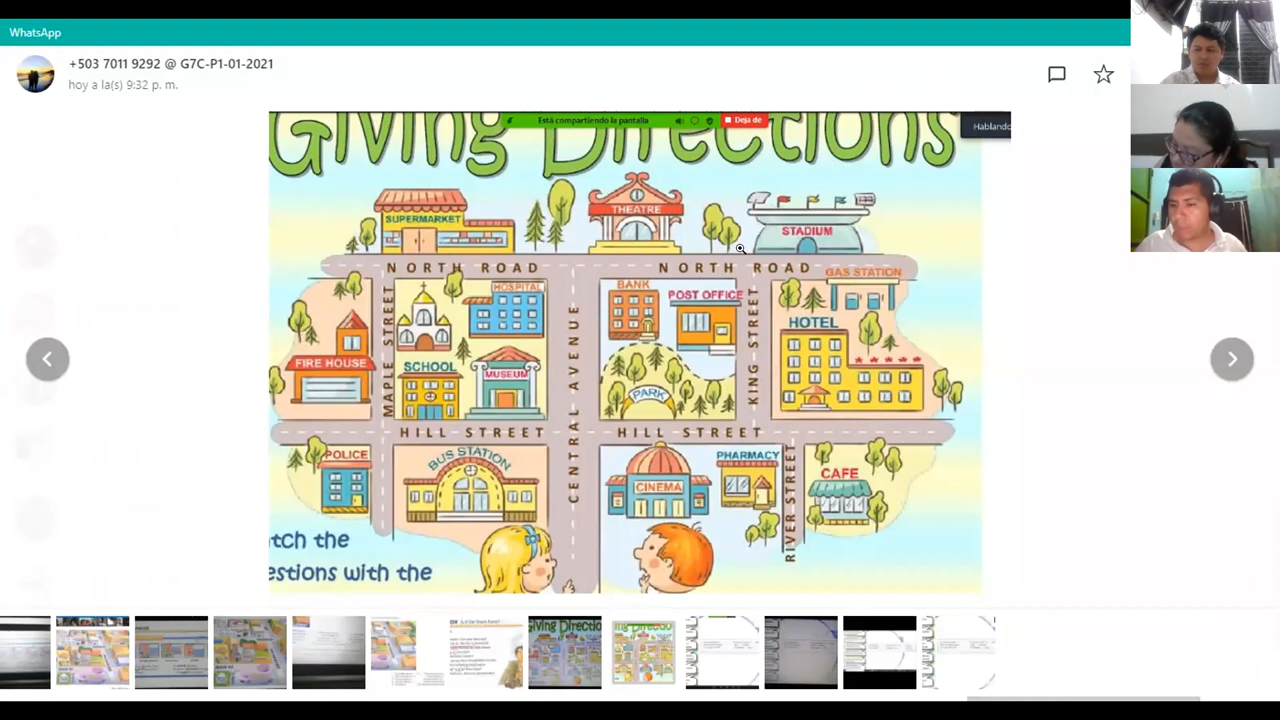 WhatsApp
+503 7011 9292 @ G7C-P1-01-2021
hoy a la(s) 9:32 p. m.
Está compartiendo la pantalla
Deja de
Hablando
Giving Directions
SUPERMARKET
THEATRE
STADIUM
NORTH ROAD
NORTH ROAD
GAS STATION
HOSPITAL
BANK
POST OFFICE
HOTEL
MAPLE STREET
CENTRAL AVENUE
KING STREET
FIRE HOUSE
SCHOOL
MUSEUM
PARK
HILL STREET
HILL STREET
POLICE
BUS STATION
CINEMA
PHARMACY
CAFE
RIVER STREET
tch the
estions with the